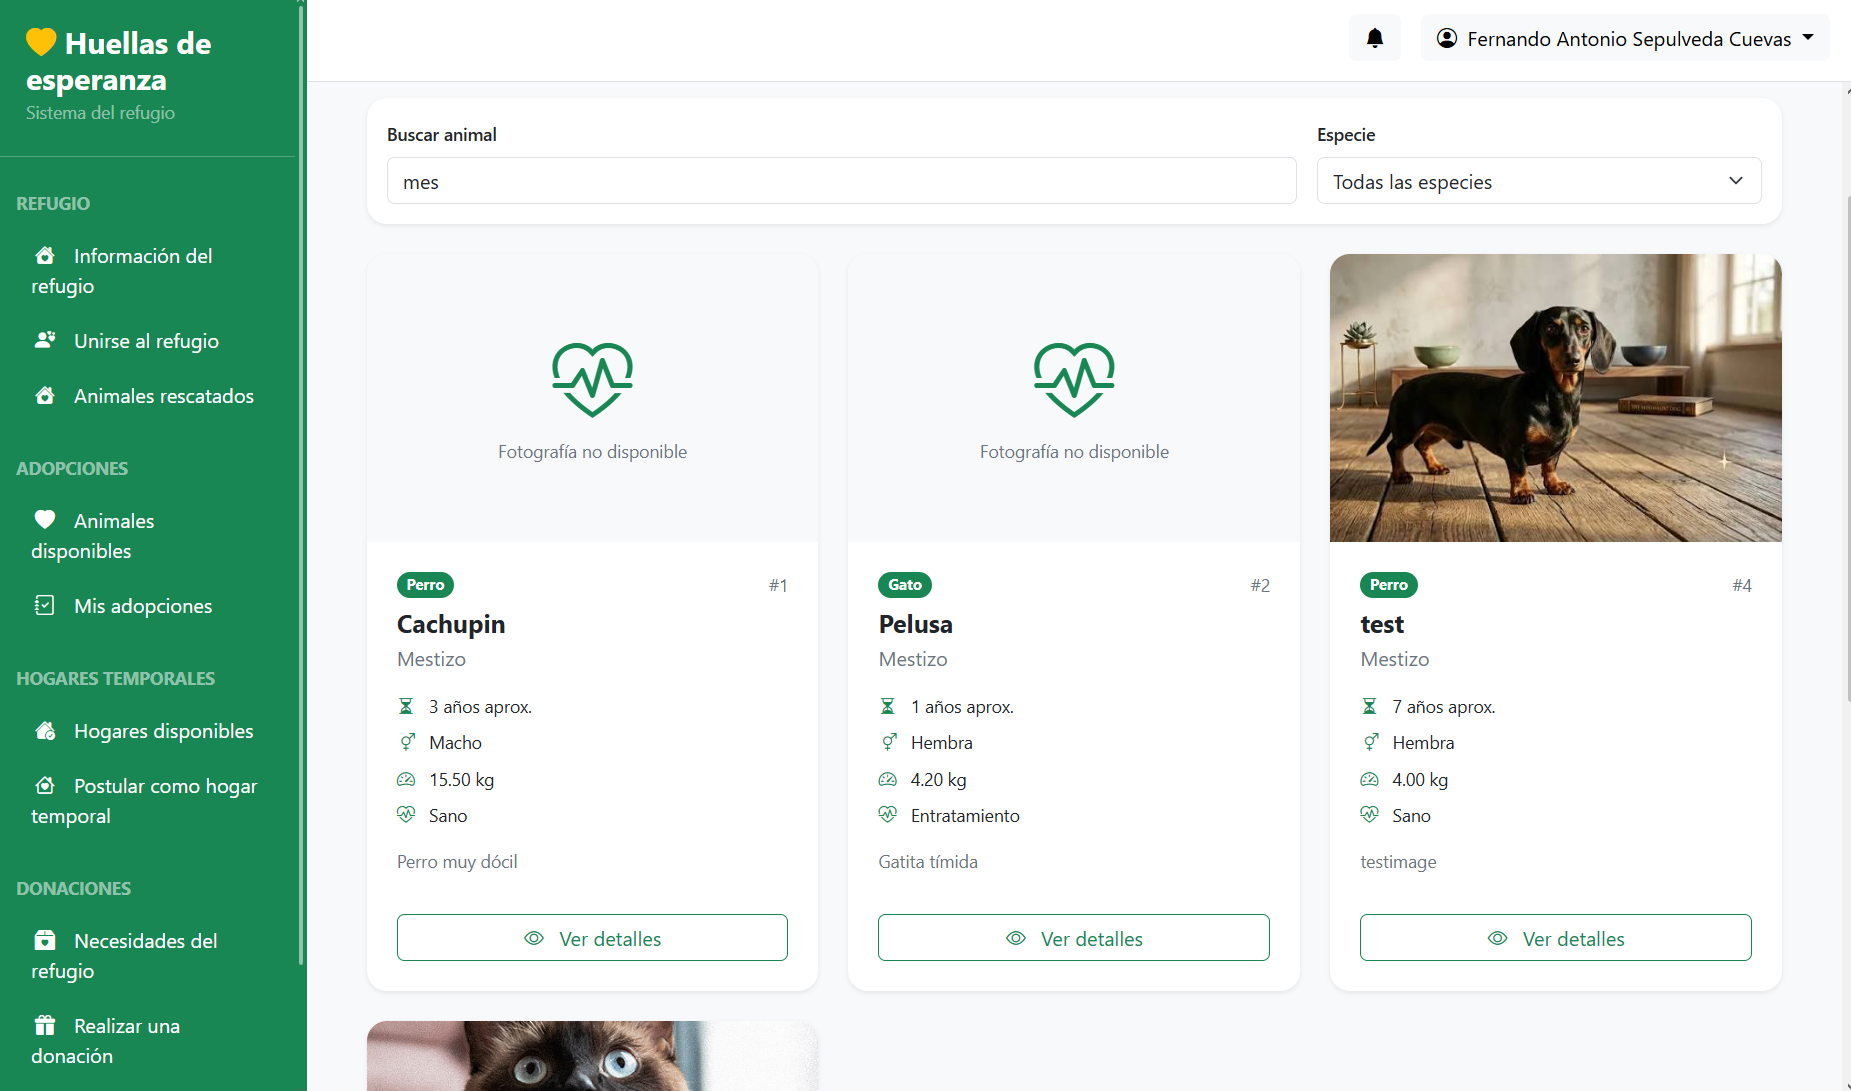 Huellas de
esperanza
Sistema del refugio
REFUGIO
Información del
refugio
Unirse al refugio
Animales rescatados
ADOPCIONES
Animales
disponibles
Mis adopciones
HOGARES TEMPORALES
Hogares disponibles
Postular como hogar
temporal
DONACIONES
Necesidades del
refugio
Realizar una
donación
Fernando Antonio Sepulveda Cuevas
Buscar animal
mes
Especie
Todas las especies
Fotografía no disponible
Perro
#1
Cachupin
Mestizo
3 años aprox.
Macho
15.50 kg
Sano
Perro muy dócil
Ver detalles
Fotografía no disponible
Gato
#2
Pelusa
Mestizo
1 años aprox.
Hembra
4.20 kg
Entratamiento
Gatita tímida
Ver detalles
Perro
#4
test
Mestizo
7 años aprox.
Hembra
4.00 kg
Sano
testimage
Ver detalles